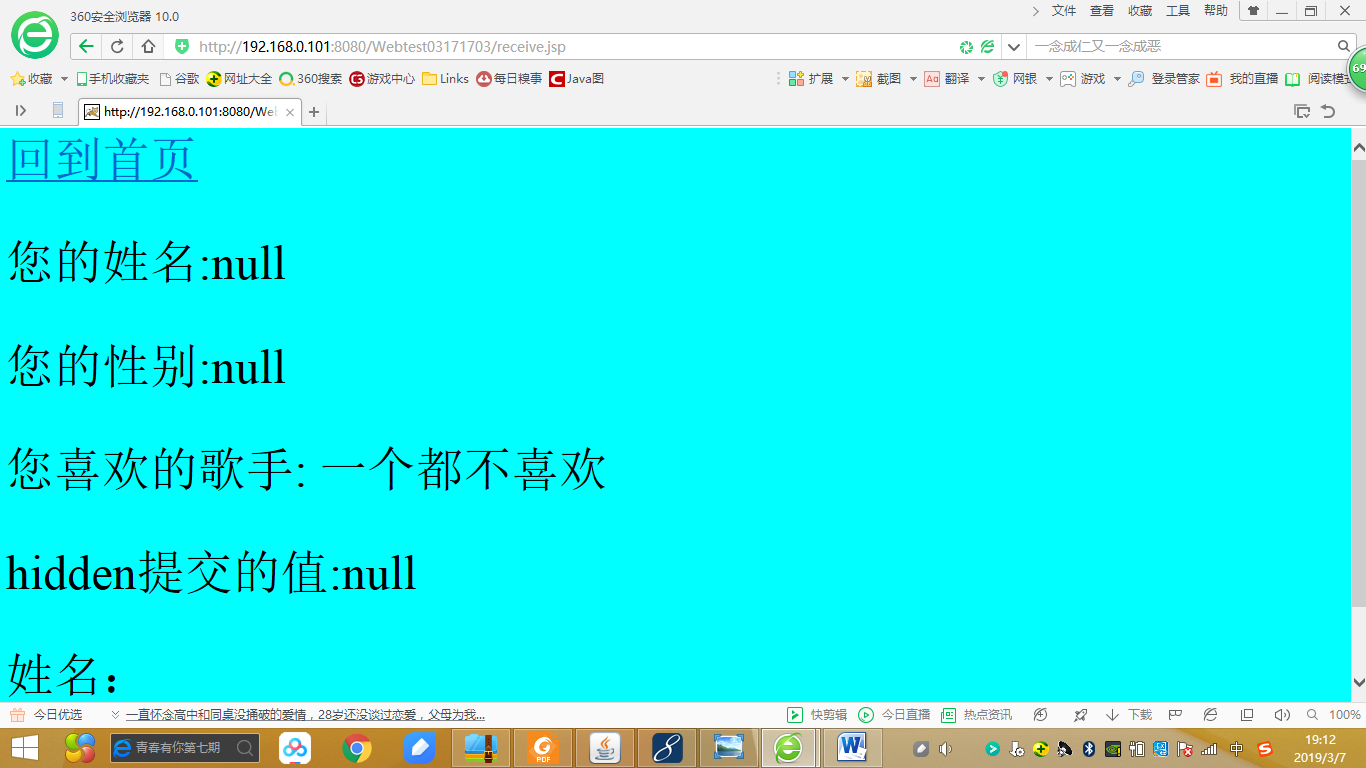 360安全浏览器 10.0
文件 查看 收藏 工具 帮助
http://192.168.0.101:8080/Webtest03171703/receive.jsp
一念成仁又一念成恶
69
收藏 手机收藏夹 谷歌 网址大全 360搜索 游戏中心 Links 每日糗事 Java图
扩展 截图 翻译 网银 游戏 登录管家 我的直播 阅读模式
http://192.168.0.101:8080/Web
回到首页
您的姓名:null
您的性别:null
您喜欢的歌手: 一个都不喜欢
hidden提交的值:null
姓名：
今日优选 一直怀念高中和同桌没捅破的爱情，28岁还没谈过恋爱，父母为我...
快剪辑 今日直播 热点资讯 下载 100%
青春有你第七期
PDF
中
19:12
2019/3/7